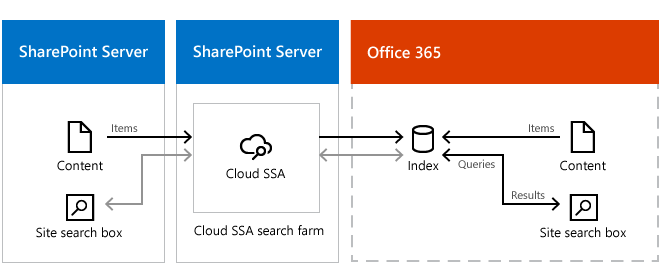 SharePoint Server
SharePoint Server
Office 365
Items
Content
Site search box
Cloud SSA
Cloud SSA search farm
Index
Items
Queries
Content
Results
Site search box